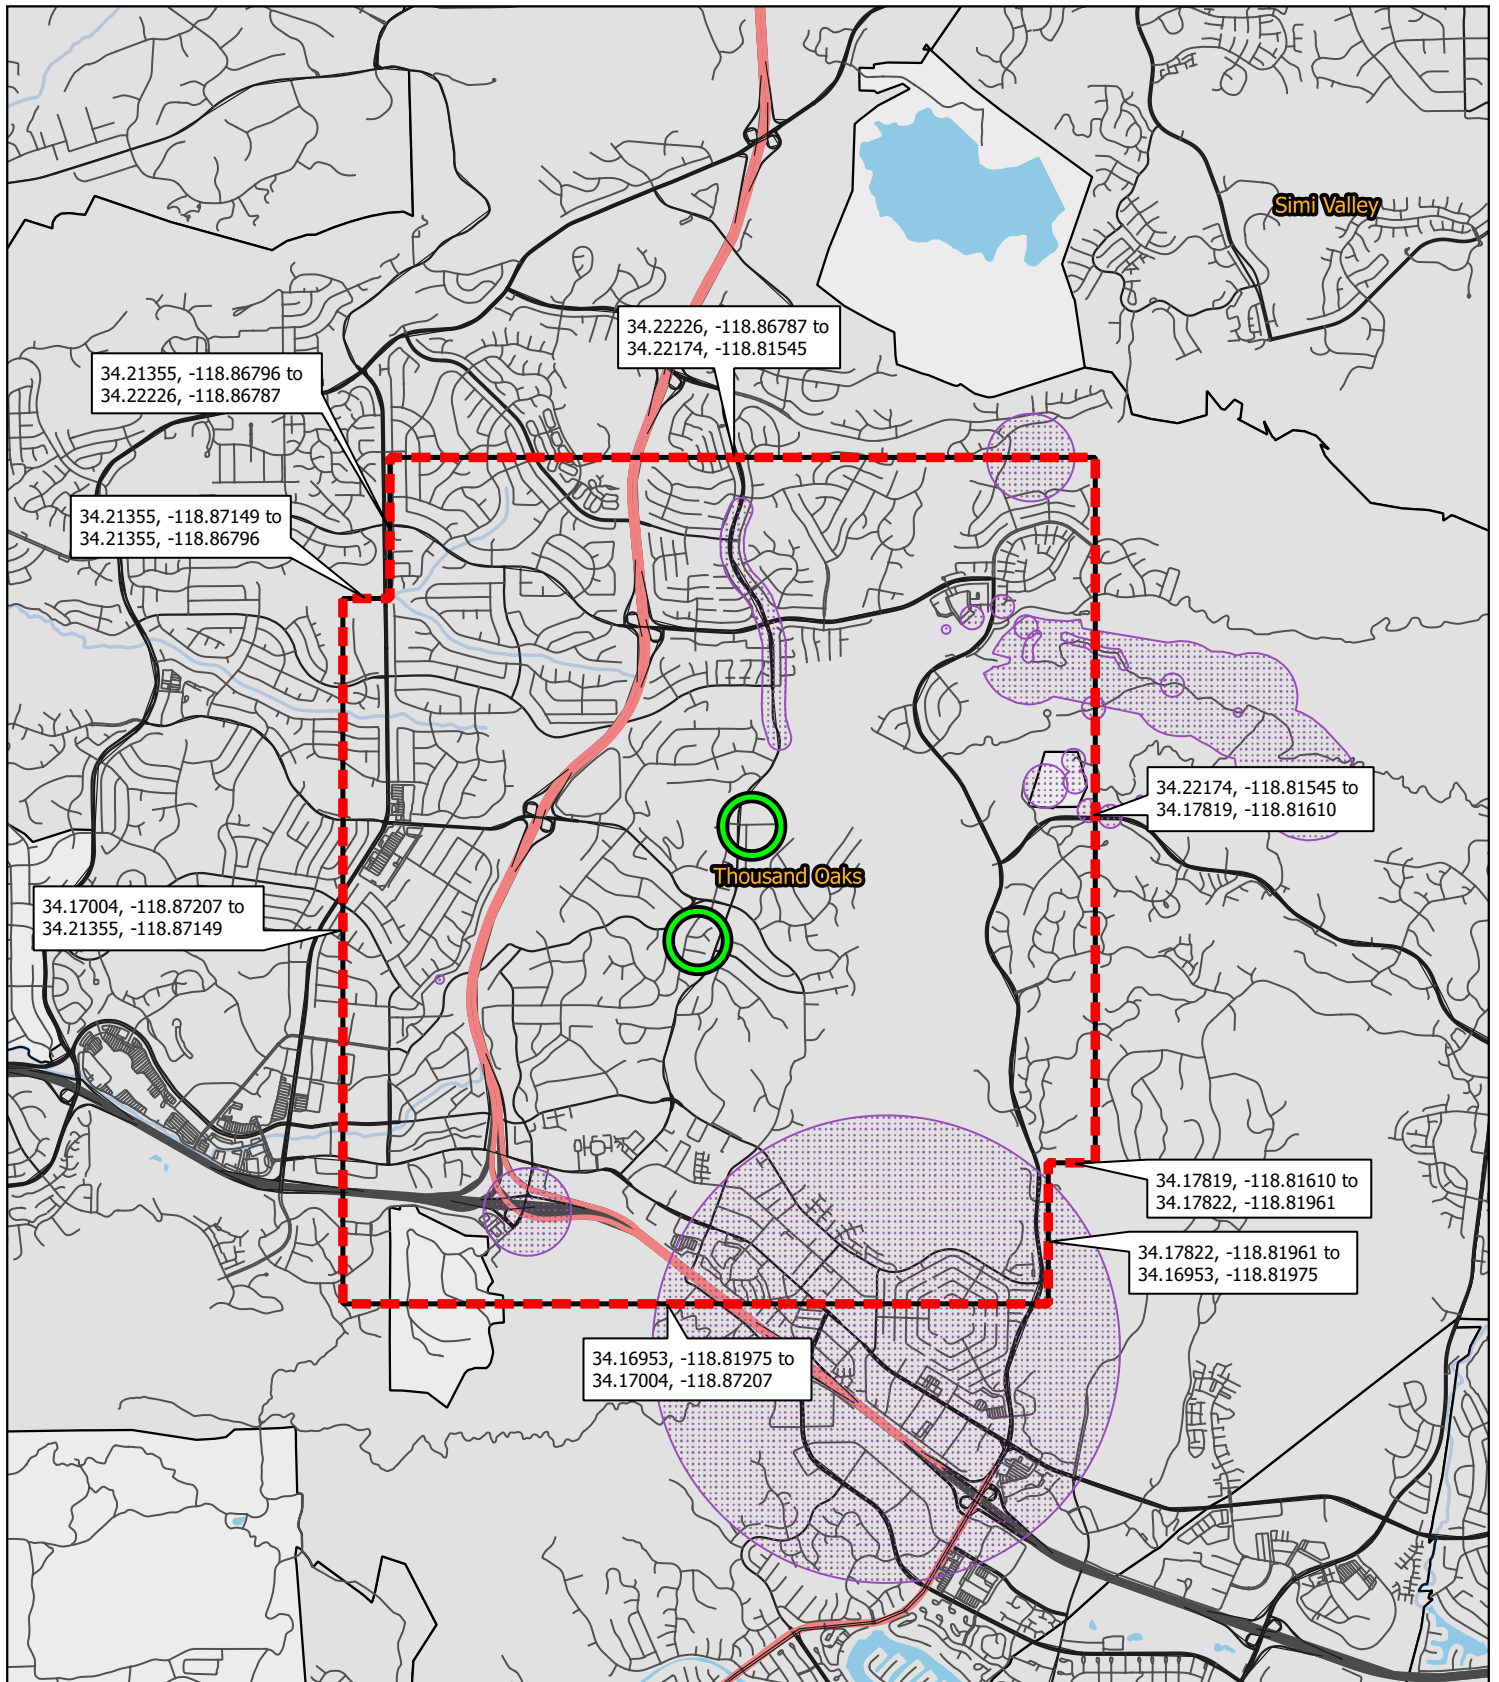 Simi Valley
34.22226, -118.86787 to
34.22174, -118.81545
34.21355, -118.86796 to
34.22226, -118.86787
34.21355, -118.87149 to
34.21355, -118.86796
34.22174, -118.81545 to
34.17819, -118.81610
Thousand Oaks
34.17004, -118.87207 to
34.21355, -118.87149
34.17819, -118.81610 to
34.17822, -118.81961
34.17822, -118.81961 to
34.16953, -118.81975
34.16953, -118.81975 to
34.17004, -118.87207